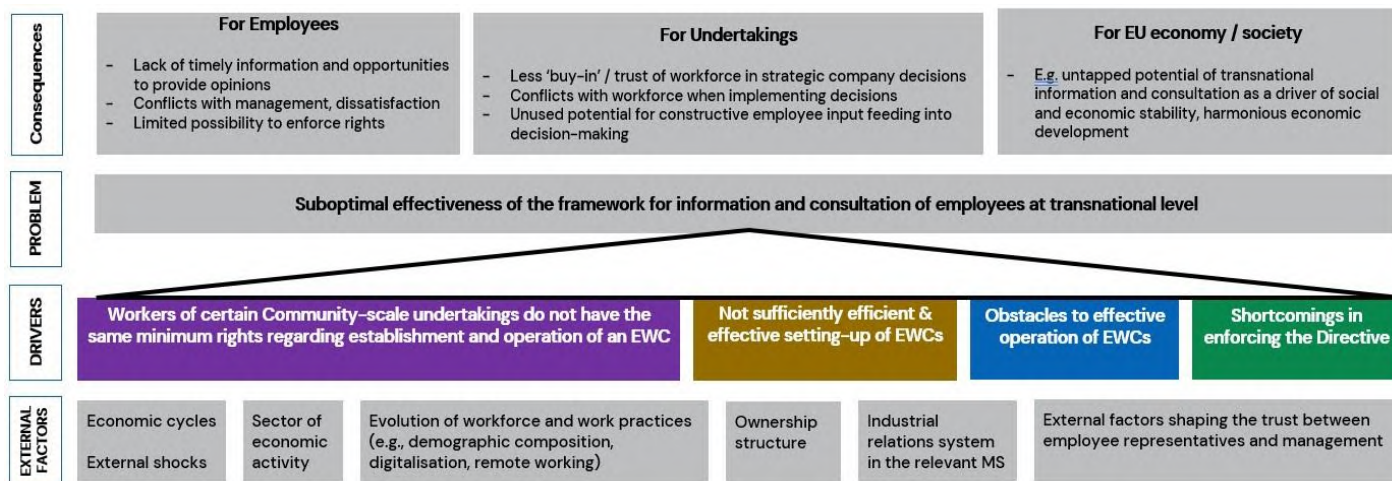 Consequences
For Employees
- Lack of timely information and opportunities
to provide opinions
- Conflicts with management, dissatisfaction
- Limited possibility to enforce rights
For Undertakings
- Less ‘buy-in’ / trust of workforce in strategic company decisions
- Conflicts with workforce when implementing decisions
- Unused potential for constructive employee input feeding into
decision-making
For EU economy / society
- E.g. untapped potential of transnational
information and consultation as a driver of social
and economic stability, harmonious economic
development
PROBLEM
Suboptimal effectiveness of the framework for information and consultation of employees at transnational level
DRIVERS
Workers of certain Community-scale undertakings do not have the
same minimum rights regarding establishment and operation of an EWC
Not sufficiently efficient &
effective setting-up of EWCs
Obstacles to effective
operation of EWCs
Shortcomings in
enforcing the Directive
EXTERNAL
FACTORS
Economic cycles
External shocks
Sector of
economic
activity
Evolution of workforce and work practices
(e.g., demographic composition,
digitalisation, remote working)
Ownership
structure
Industrial
relations system
in the relevant MS
External factors shaping the trust between
employee representatives and management